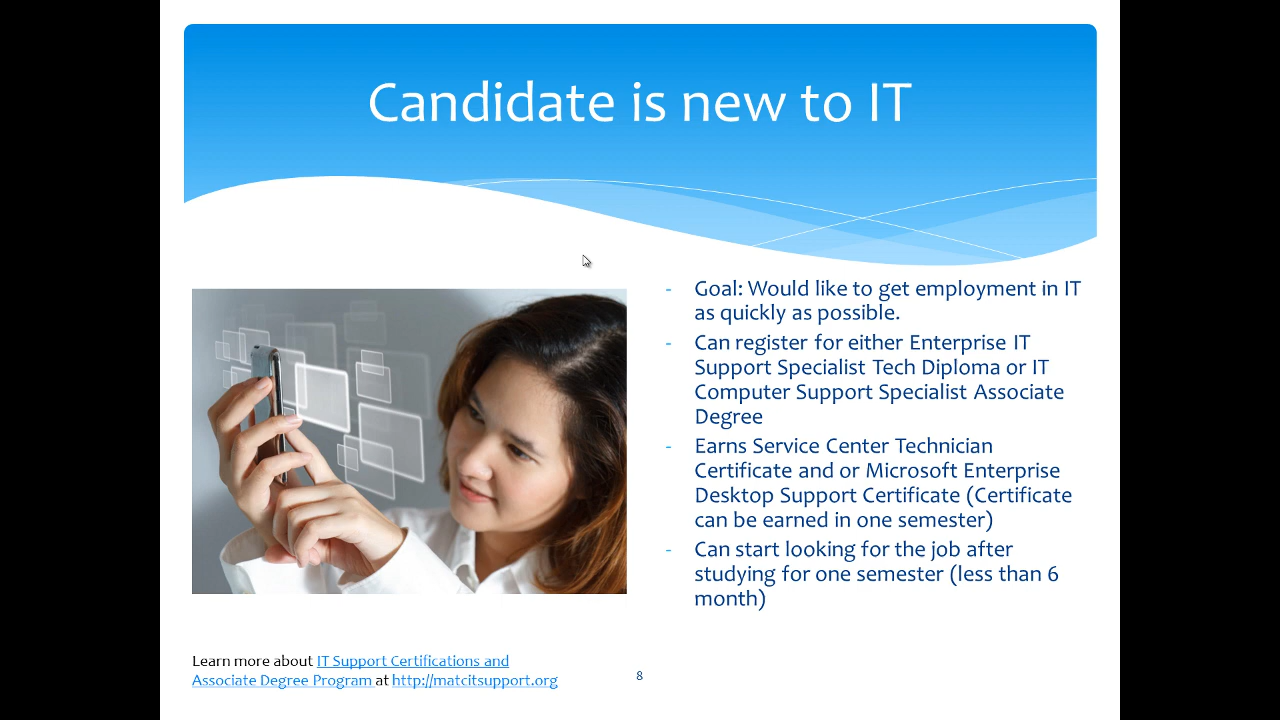 Candidate is new to IT
- Goal: Would like to get employment in IT
as quickly as possible.
- Can register for either Enterprise IT
Support Specialist Tech Diploma or IT
Computer Support Specialist Associate
Degree
- Earns Service Center Technician
Certificate and or Microsoft Enterprise
Desktop Support Certificate (Certificate
can be earned in one semester)
- Can start looking for the job after
studying for one semester (less than 6
month)
Learn more about IT Support Certifications and
Associate Degree Program at http://matcitsupport.org
8